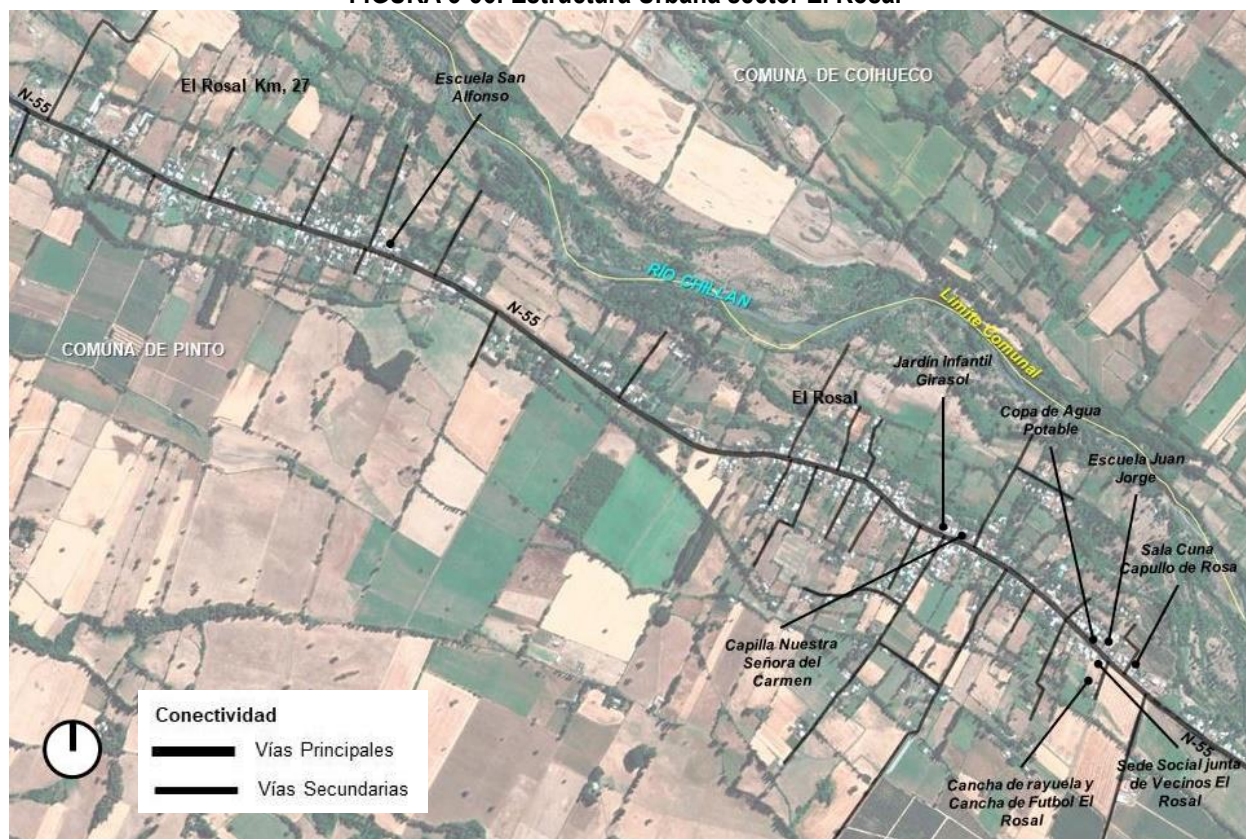 COMUNA DE COIHUECO
El Rosal Km, 27
Escuela San
Alfonso
N-55
RÍO CHILLÁN
Límite Comunal
N-55
COMUNA DE PINTO
Jardín Infantil
Girasol
El Rosal
Copa de Agua
Potable
Escuela Juan
Jorge
Sala Cuna
Capullo de Rosa
Capilla Nuestra
Señora del
Carmen
N-55
Sede Social junta
de Vecinos El
Rosal
Cancha de rayuela y
Cancha de Futbol El
Rosal
Conectividad
Vías Principales
Vías Secundarias